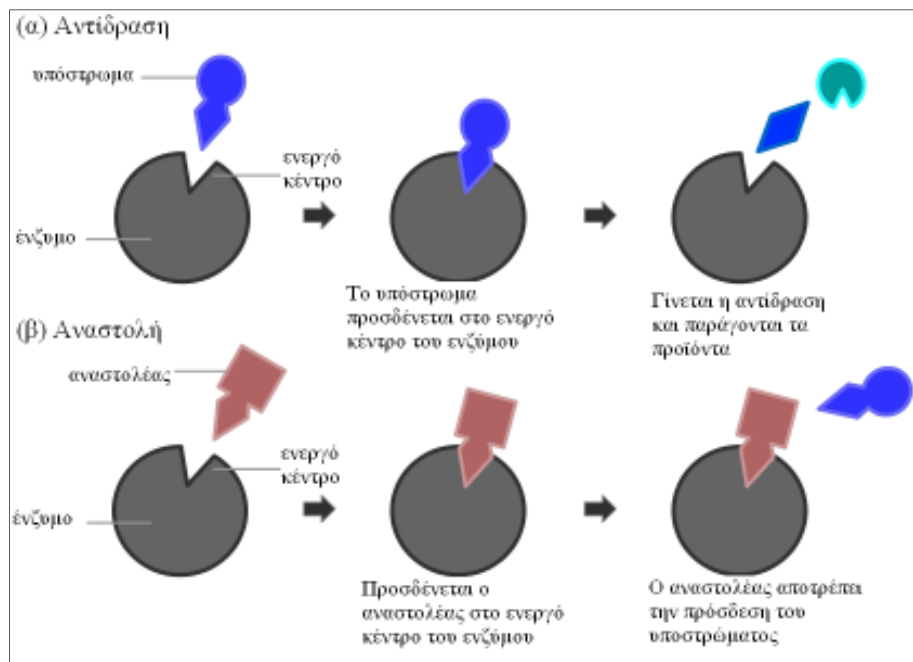 (α) Αντίδραση
υπόστρωμα
ενεργό
κέντρο
ένζυμο
Το υπόστρωμα
προσδένεται στο ενεργό
κέντρο του ενζύμου
Γίνεται η αντίδραση
και παράγονται τα
προϊόντα
(β) Αναστολή
αναστολέας
ενεργό
κέντρο
ένζυμο
Προσδένεται ο
αναστολέας στο ενεργό
κέντρο του ενζύμου
Ο αναστολέας αποτρέπει
την πρόσδεση του
υποστρώματος